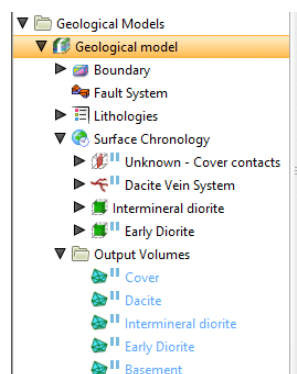 Geological Models
Geological model
Boundary
Fault System
Lithologies
Surface Chronology
Unknown - Cover contacts
Dacite Vein System
Intermineral diorite
Early Diorite
Output Volumes
Cover
Dacite
Intermineral diorite
Early Diorite
Basement